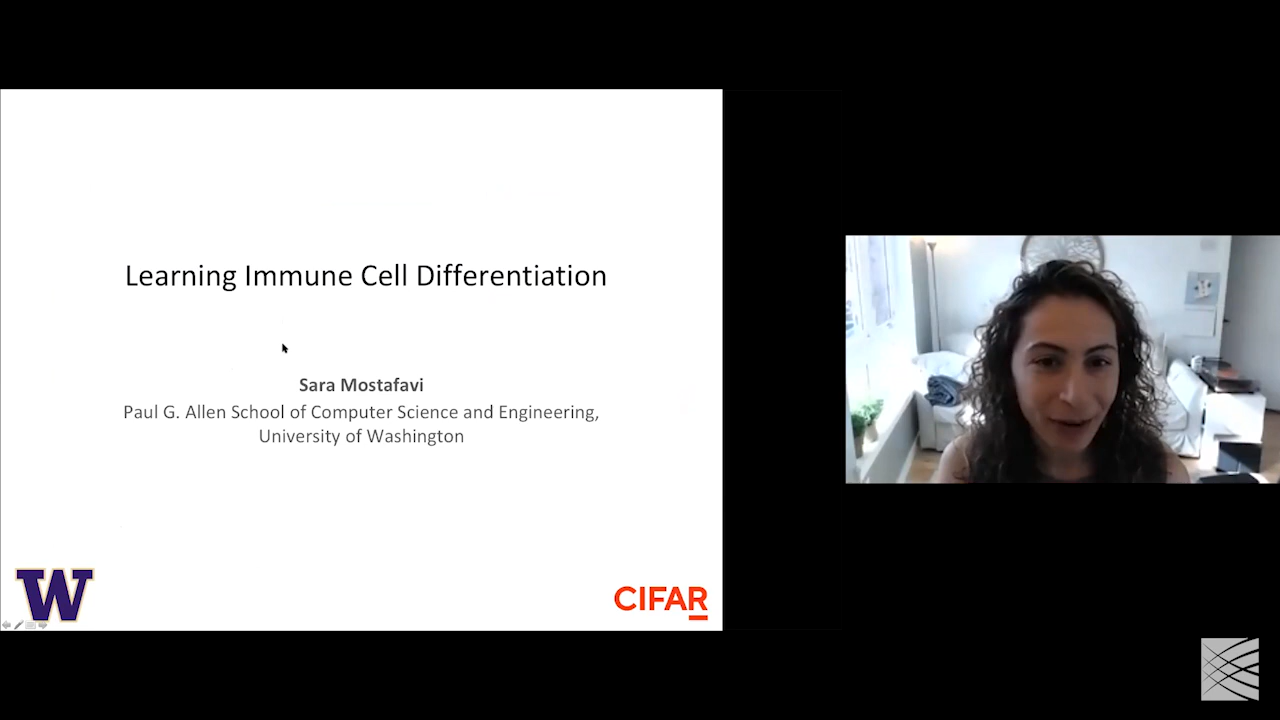 Learning Immune Cell Differentiation
Sara Mostafavi
Paul G. Allen School of Computer Science and Engineering,
University of Washington
W
CIFAR